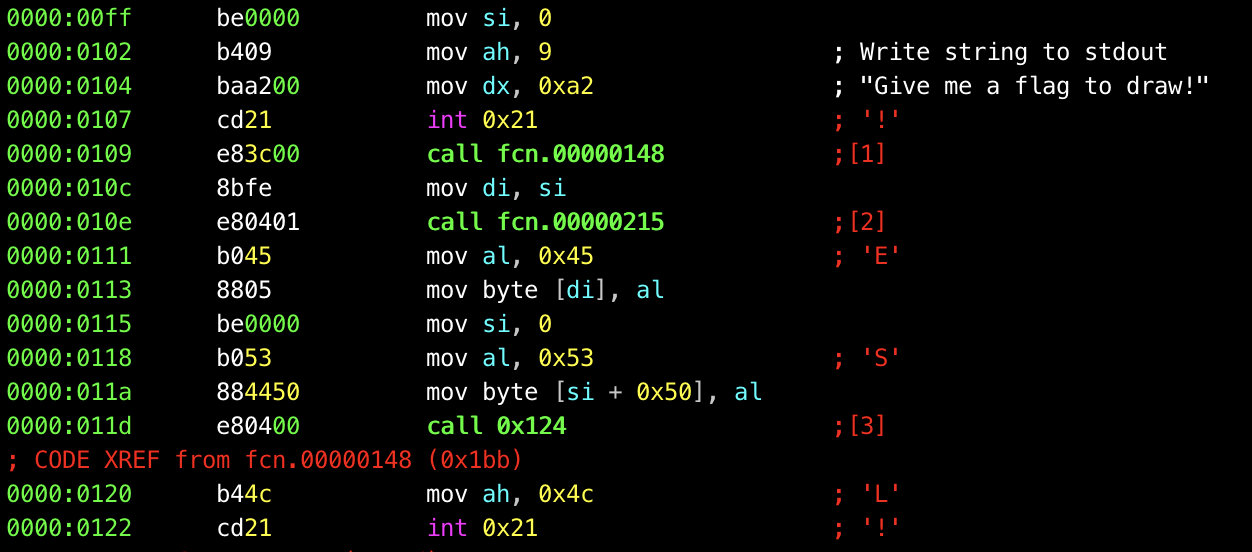 0000:00ff be0000 mov si, 0
0000:0102 b409 mov ah, 9 ; Write string to stdout
0000:0104 baa200 mov dx, 0xa2 ; "Give me a flag to draw!"
0000:0107 cd21 int 0x21 ; '!'
0000:0109 e83c00 call fcn.00000148 ;[1]
0000:010c 8bfe mov di, si
0000:010e e80401 call fcn.00000215 ;[2]
0000:0111 b045 mov al, 0x45 ; 'E'
0000:0113 8805 mov byte [di], al
0000:0115 be0000 mov si, 0
0000:0118 b053 mov al, 0x53 ; 'S'
0000:011a 884450 mov byte [si + 0x50], al
0000:011d e80400 call 0x124 ;[3]
; CODE XREF from fcn.00000148 (0x1bb)
0000:0120 b44c mov ah, 0x4c ; 'L'
0000:0122 cd21 int 0x21 ; '!'